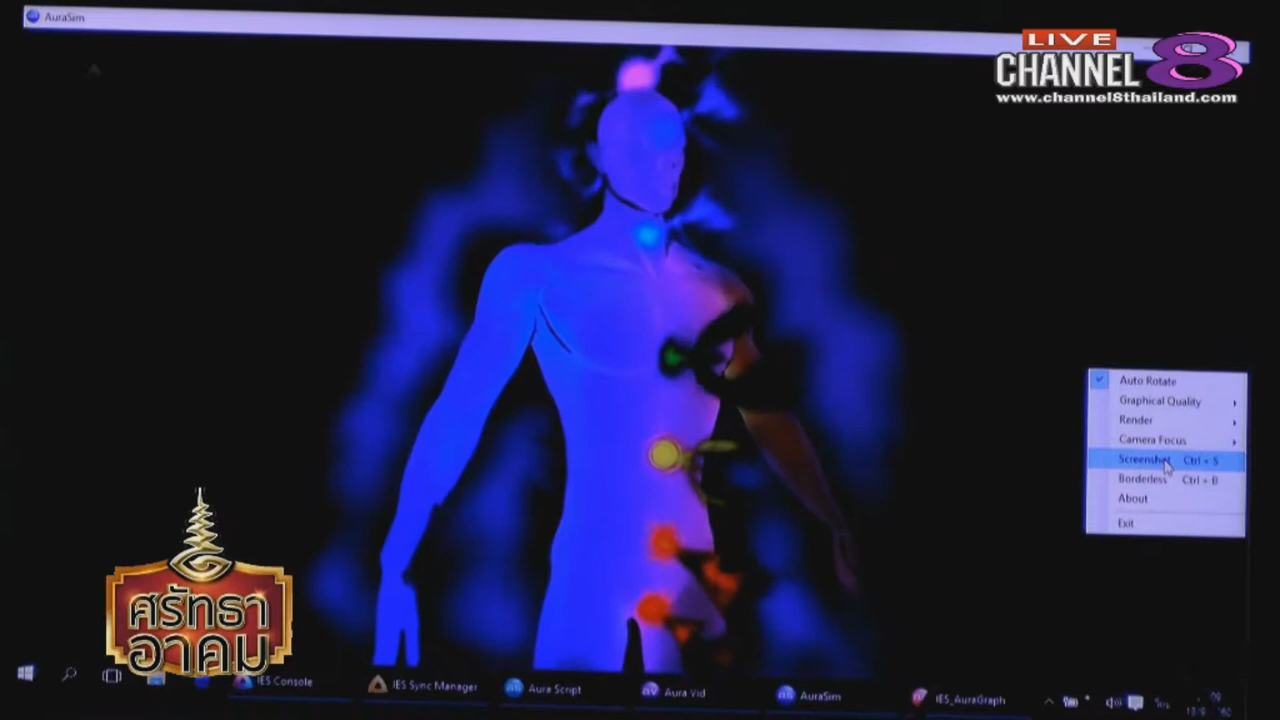 AuraSim
LIVE
CHANNEL 8
www.channel8thailand.com
Auto Rotate
Graphical Quality
Render
Camera Focus
Screenshot Ctrl + S
Borderless Ctrl + B
About
Exit
ศรัทธา
อาคม
IES Console
IES Sync Manager
Aura Script
Aura Vid
AuraSim
IES_AuraGraph